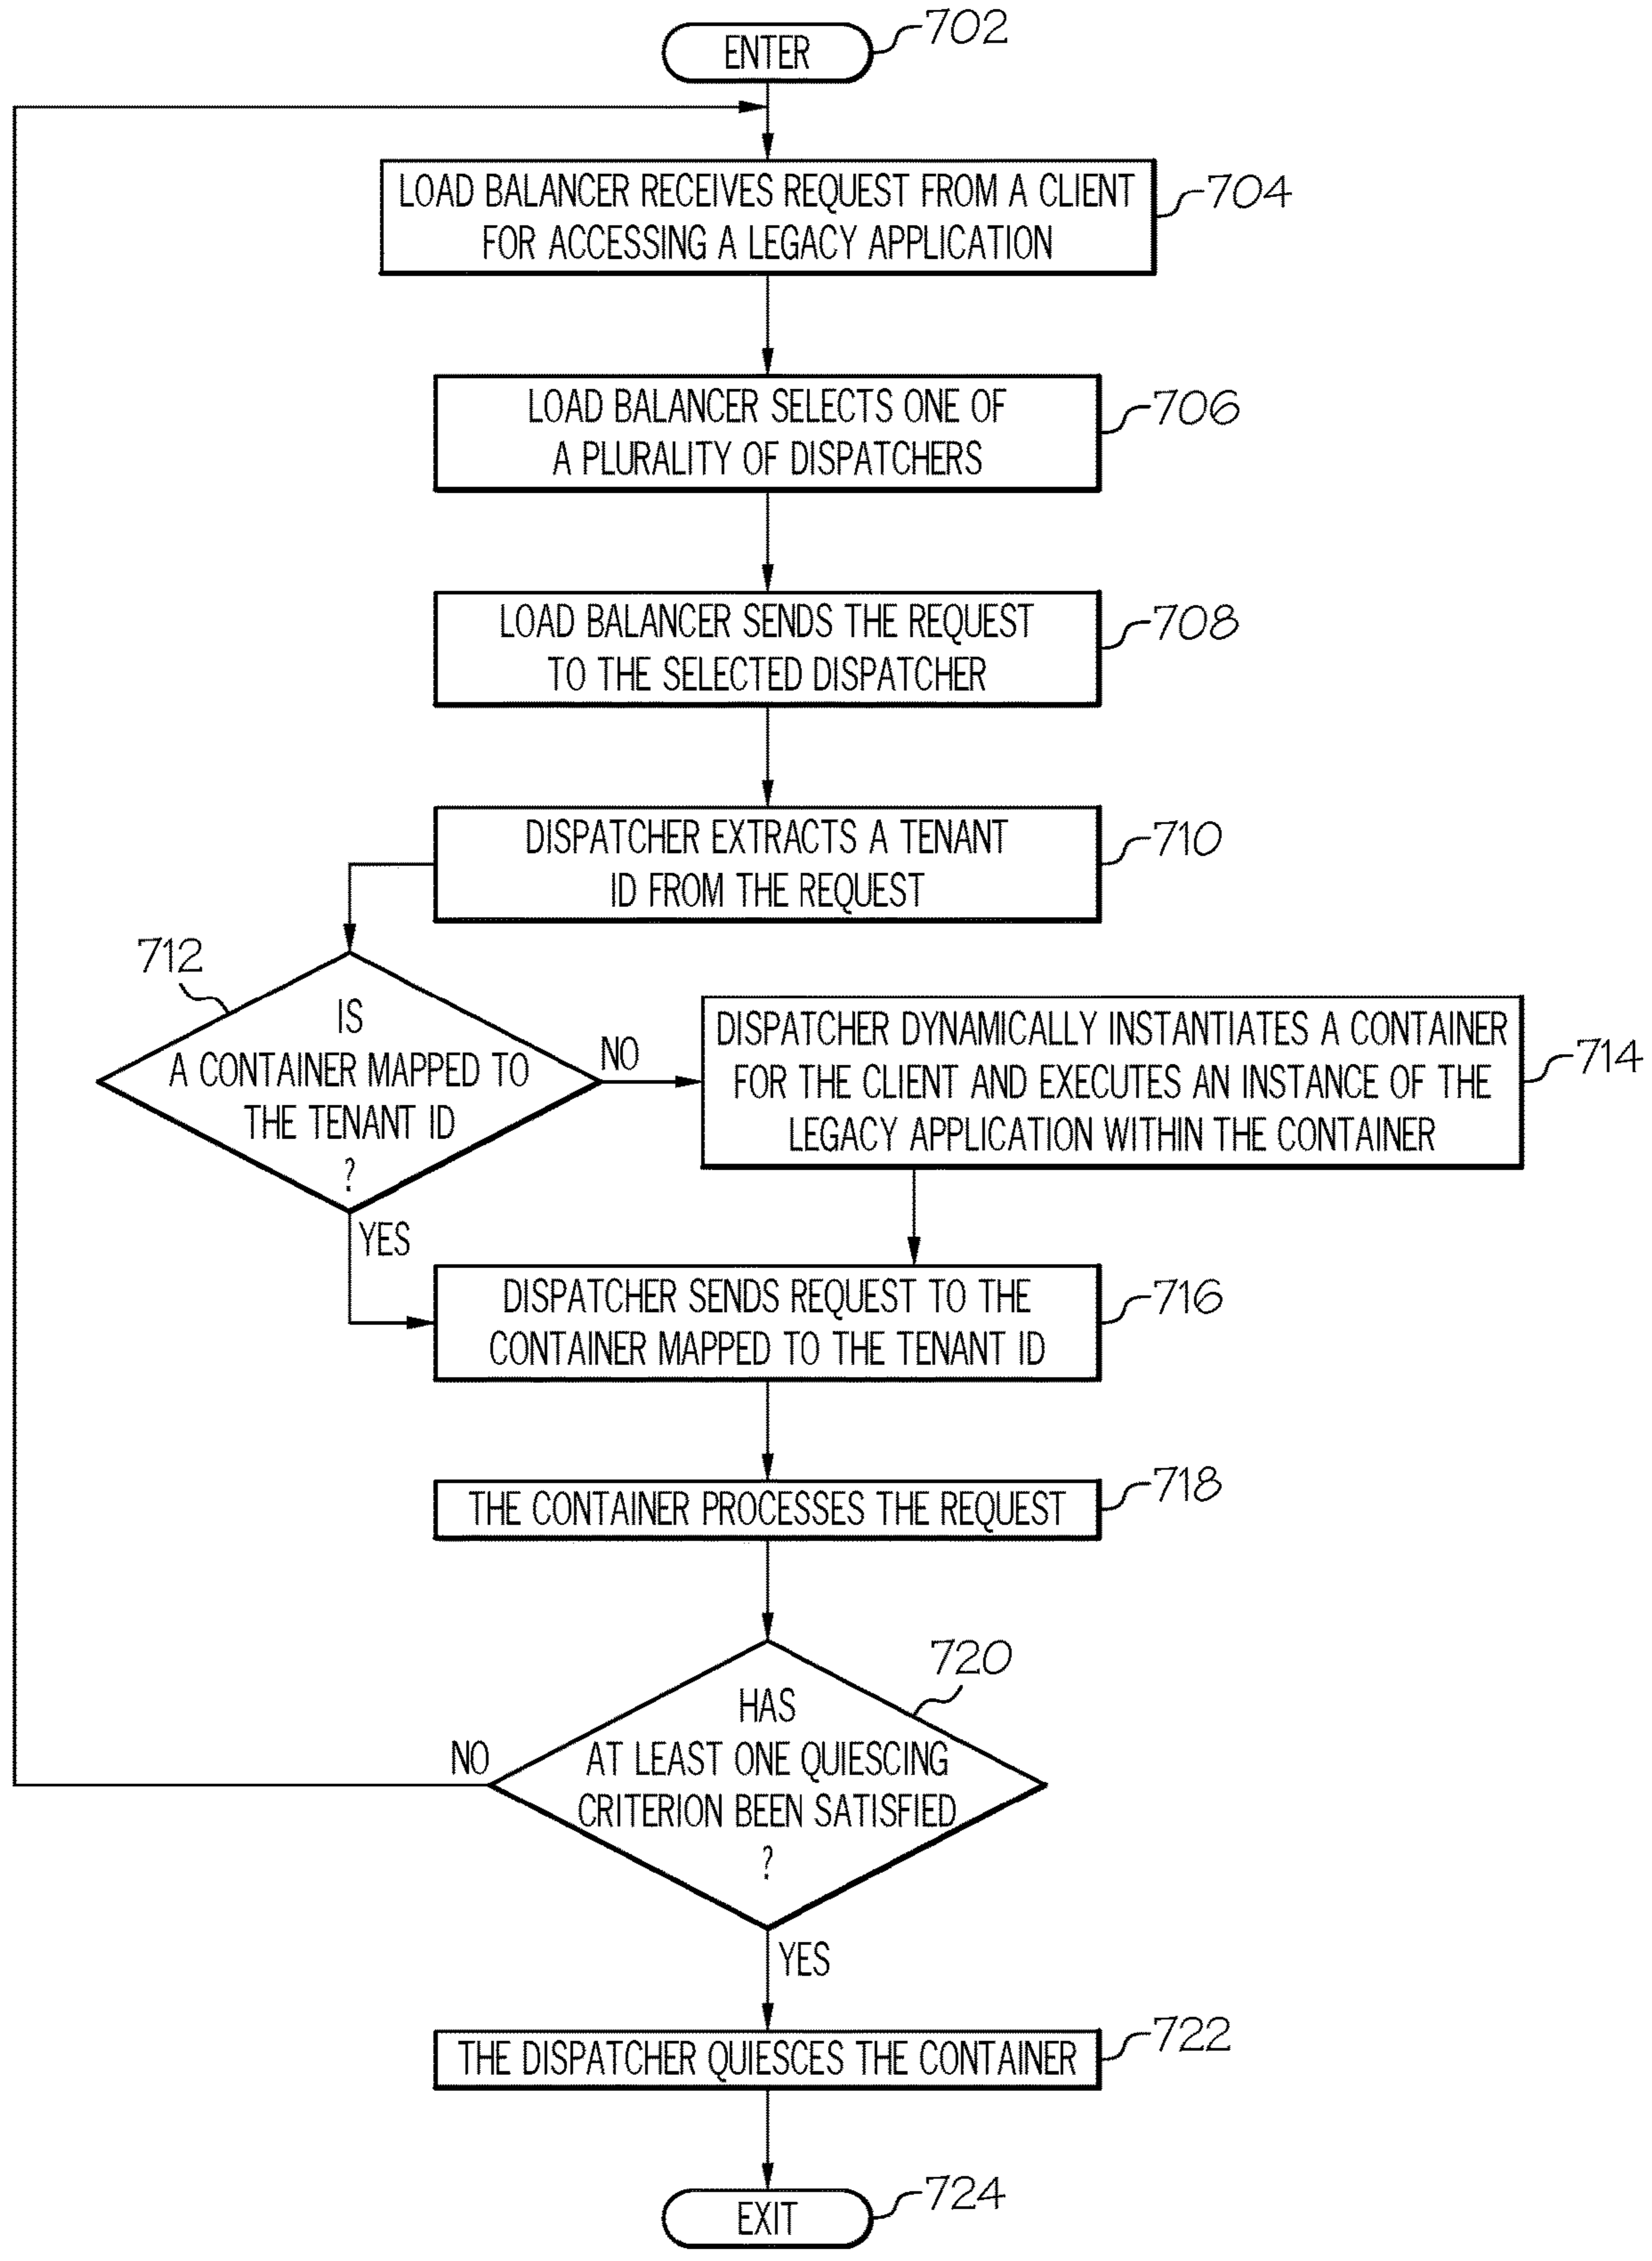 ENTER
702
LOAD BALANCER RECEIVES REQUEST FROM A CLIENT
FOR ACCESSING A LEGACY APPLICATION
704
LOAD BALANCER SELECTS ONE OF
A PLURALITY OF DISPATCHERS
706
LOAD BALANCER SENDS THE REQUEST
TO THE SELECTED DISPATCHER
708
DISPATCHER EXTRACTS A TENANT
ID FROM THE REQUEST
710
712
IS
A CONTAINER MAPPED TO
THE TENANT ID
?
NO
YES
DISPATCHER DYNAMICALLY INSTANTIATES A CONTAINER
FOR THE CLIENT AND EXECUTES AN INSTANCE OF THE
LEGACY APPLICATION WITHIN THE CONTAINER
714
DISPATCHER SENDS REQUEST TO THE
CONTAINER MAPPED TO THE TENANT ID
716
THE CONTAINER PROCESSES THE REQUEST
718
720
HAS
AT LEAST ONE QUIESCING
CRITERION BEEN SATISFIED
?
NO
YES
THE DISPATCHER QUIESCES THE CONTAINER
722
EXIT
724